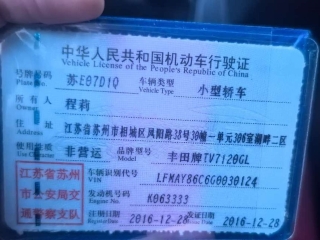 中华人民共和国机动车行驶证
Vehicle License of the People's Republic of China
号牌号码 苏E97D1Q 车辆类型 小型轿车
Plate No. Vehicle Type
所有人 程莉
Owner
住址 江苏省苏州市相城区凤阳路38号30幢一单元306室湖畔二区
Address
使用性质 非营运 品牌型号 丰田牌TV7120GL
Use Character Model
江苏省苏州市公安局交通警察支队
车辆识别代号 LFMAY86C6G0030124
VIN
发动机号码 K063333
Engine No.
注册日期 2016-12-28 发证日期 2016-12-28
Register Date Issue Date